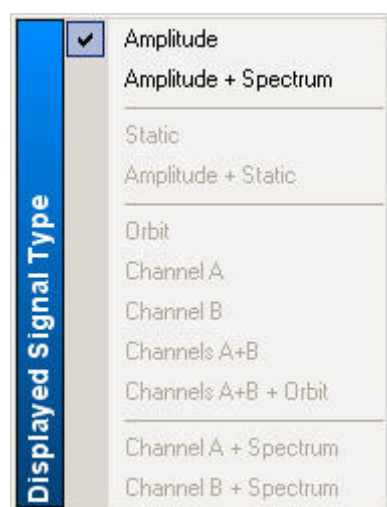 Displayed Signal Type
Amplitude
Amplitude + Spectrum
Static
Amplitude + Static
Orbit
Channel A
Channel B
Channels A+B
Channels A+B + Orbit
Channel A + Spectrum
Channel B + Spectrum